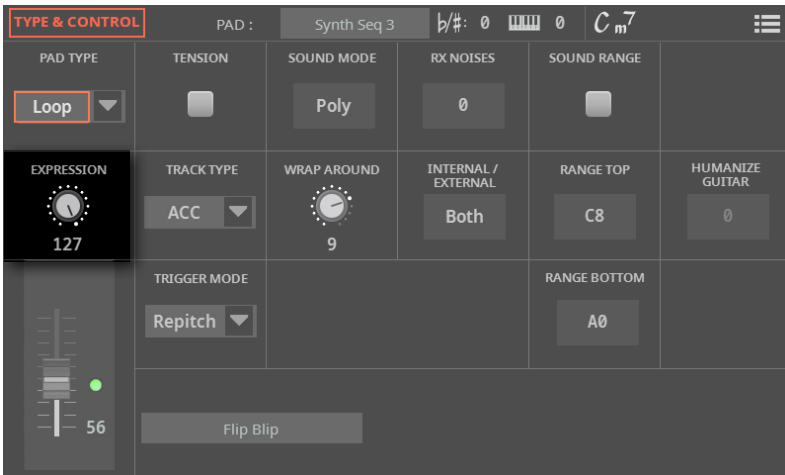 TYPE & CONTROL PAD : Synth Seq 3 ♭/♯: 0 0 Cm7
PAD TYPE TENSION SOUND MODE RX NOISES SOUND RANGE
Loop Poly 0
EXPRESSION TRACK TYPE WRAP AROUND INTERNAL / EXTERNAL RANGE TOP HUMANIZE GUITAR
ACC Both C8 0
127 9
TRIGGER MODE RANGE BOTTOM
Repitch A0
56 Flip Blip